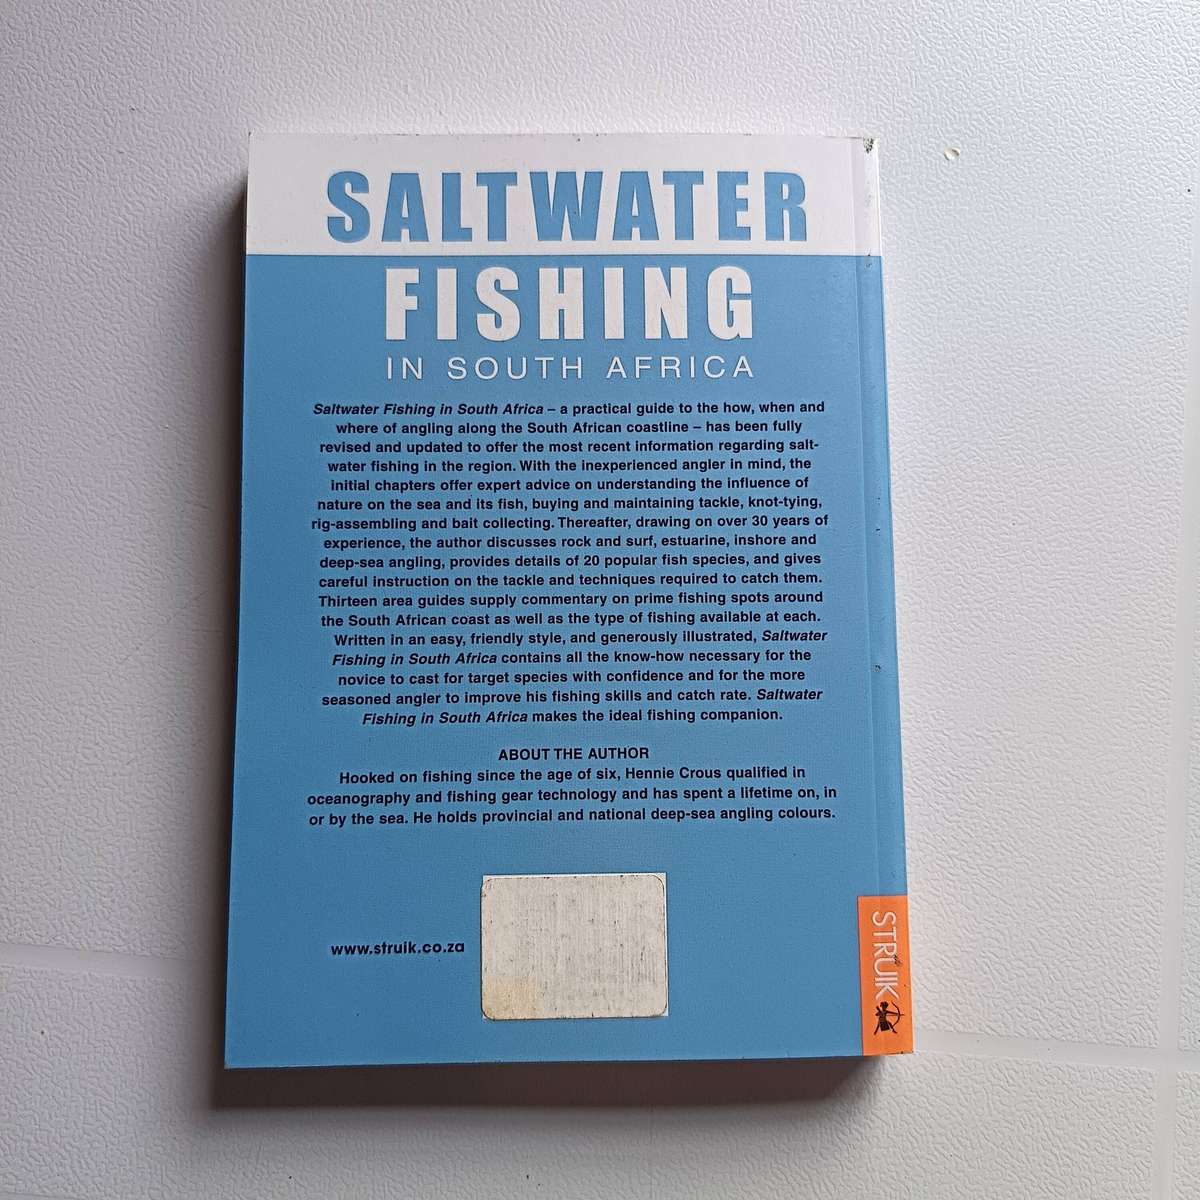 SALTWATER
FISHING
IN SOUTH AFRICA
Saltwater Fishing in South Africa – a practical guide to the how, when and
where of angling along the South African coastline – has been fully
revised and updated to offer the most recent information regarding salt-
water fishing in the region. With the inexperienced angler in mind, the
initial chapters offer expert advice on understanding the influence of
nature on the sea and its fish, buying and maintaining tackle, knot-tying,
rig-assembling and bait collecting. Thereafter, drawing on over 30 years of
experience, the author discusses rock and surf, estuarine, inshore and
deep-sea angling, provides details of 20 popular fish species, and gives
careful instruction on the tackle and techniques required to catch them.
Thirteen area guides supply commentary on prime fishing spots around
the South African coast as well as the type of fishing available at each.
Written in an easy, friendly style, and generously illustrated, Saltwater
Fishing in South Africa contains all the know-how necessary for the
novice to cast for target species with confidence and for the more
seasoned angler to improve his fishing skills and catch rate. Saltwater
Fishing in South Africa makes the ideal fishing companion.
ABOUT THE AUTHOR
Hooked on fishing since the age of six, Hennie Crous qualified in
oceanography and fishing gear technology and has spent a lifetime on, in
or by the sea. He holds provincial and national deep-sea angling colours.
www.struik.co.za
STRUIK